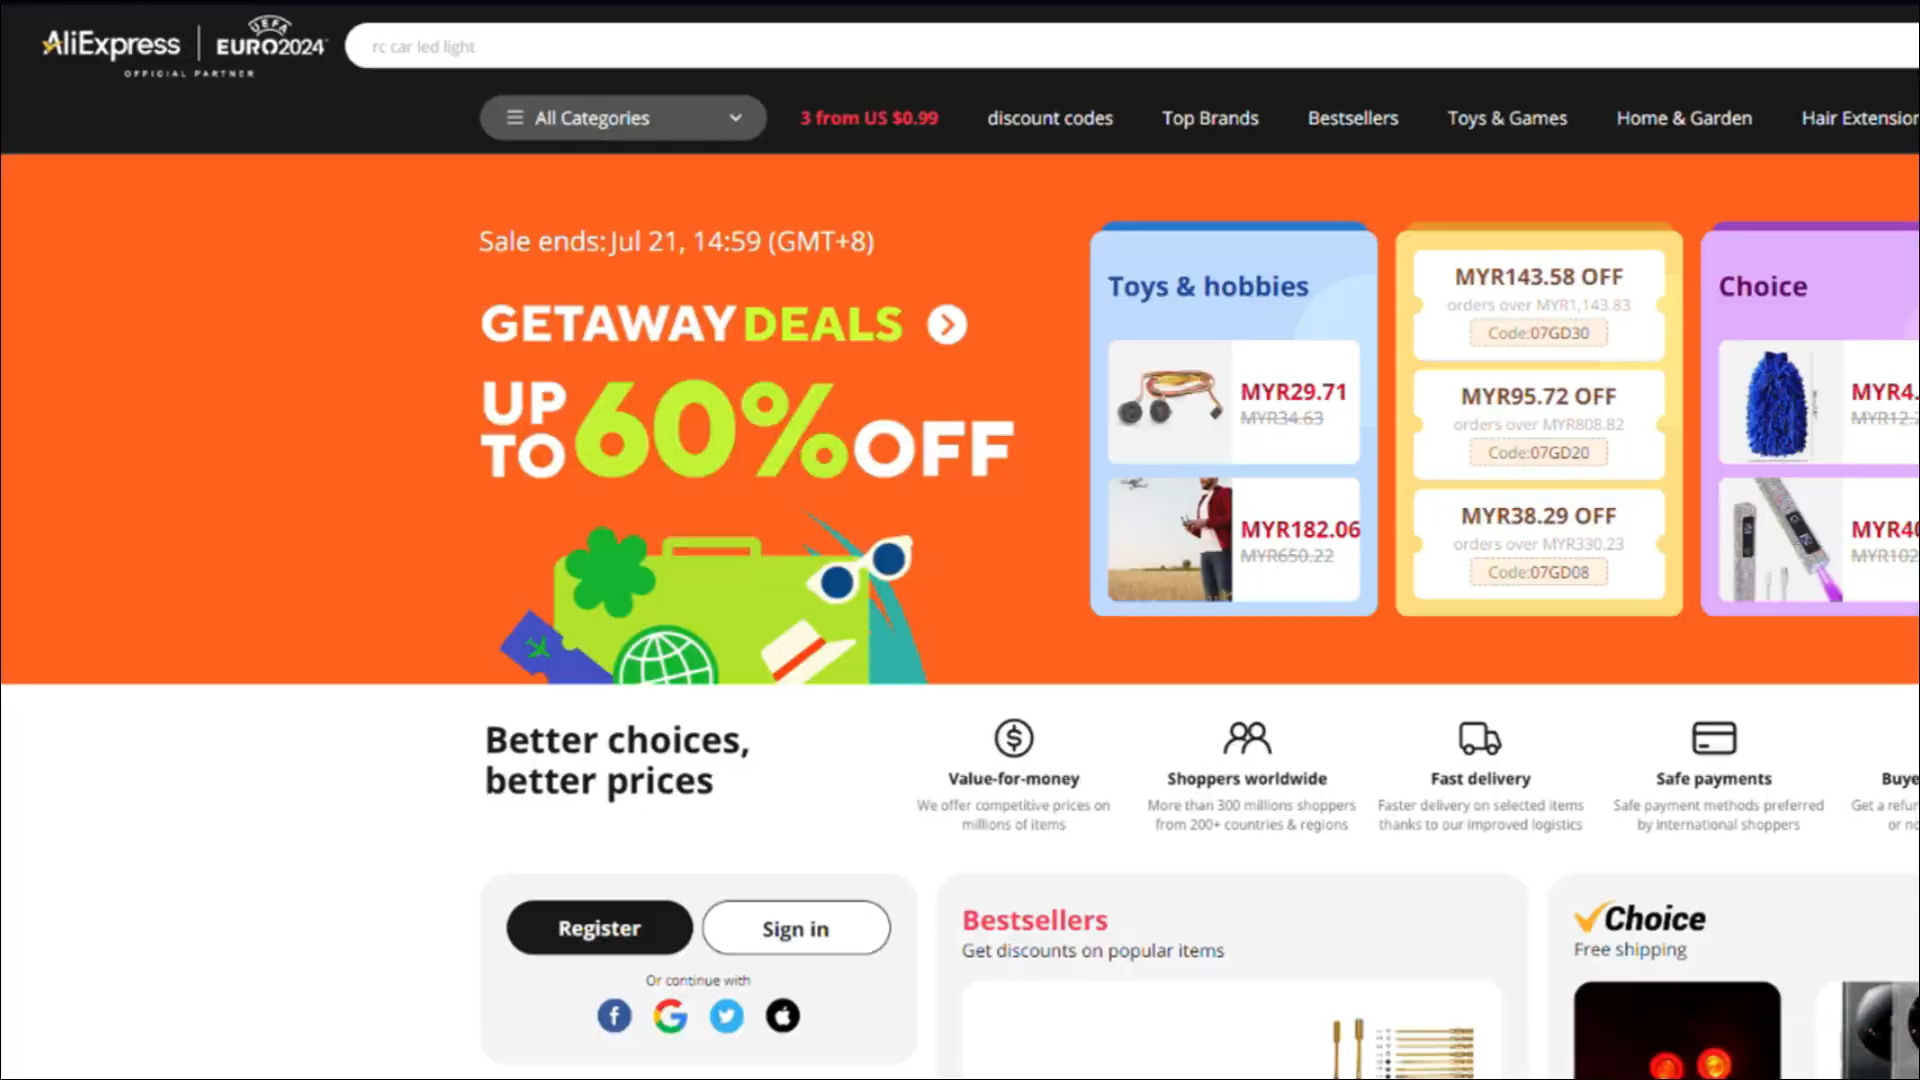 AliExpress
UEFA
EURO2024
OFFICIAL PARTNER
rc car led light
All Categories
3 from US $0.99
discount codes
Top Brands
Bestsellers
Toys & Games
Home & Garden
Hair Extension
Sale ends: Jul 21, 14:59 (GMT+8)
GETAWAY DEALS
UP TO 60% OFF
Toys & hobbies
MYR29.71
MYR34.63
MYR182.06
MYR650.22
MYR143.58 OFF
orders over MYR1,143.83
Code:07GD30
MYR95.72 OFF
orders over MYR808.82
Code:07GD20
MYR38.29 OFF
orders over MYR330.23
Code:07GD08
Choice
MYR4.
MYR12.
MYR40
MYR102
Better choices,
better prices
Value-for-money
We offer competitive prices on
millions of items
Shoppers worldwide
More than 300 millions shoppers
from 200+ countries & regions
Fast delivery
Faster delivery on selected items
thanks to our improved logistics
Safe payments
Safe payment methods preferred
by international shoppers
Buye
Get a refun
or no
Register
Sign in
Or continue with
Bestsellers
Get discounts on popular items
Choice
Free shipping